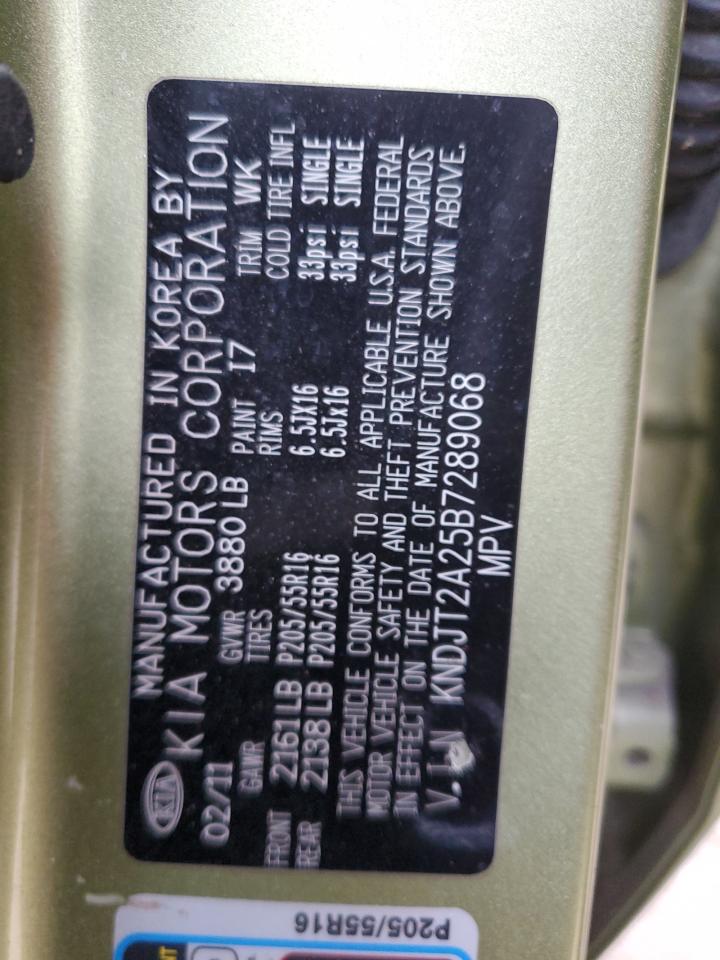 KIA
MANUFACTURED IN KOREA BY
KIA MOTORS CORPORATION
02/11 GVWR 3880 LB PAINT I7 TRIM WK
GAWR TIRES RIMS COLD TIRE INFL
FRONT 2161LB P205/55R16 6.5JX16 33psi SINGLE
REAR 2138LB P205/55R16 6.5Jx16 33psi SINGLE
THIS VEHICLE CONFORMS TO ALL APPLICABLE U.S.A. FEDERAL
MOTOR VEHICLE SAFETY AND THEFT PREVENTION STANDARDS
IN EFFECT ON THE DATE OF MANUFACTURE SHOWN ABOVE.
V.I.N KNDJT2A25B7289068
MPV
P205/55R16